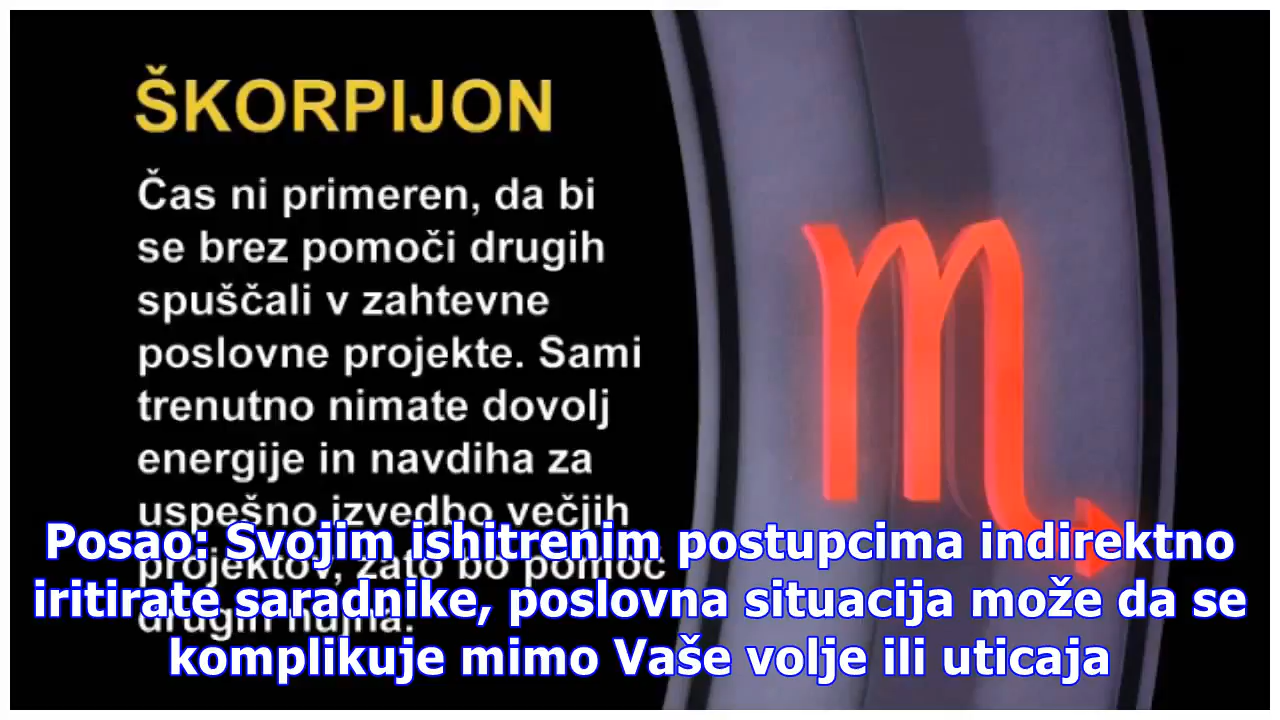 ŠKORPIJON
Čas ni primeren, da bi
se brez pomoči drugih
spuščali v zahtevne
poslovne projekte. Sami
trenutno nimate dovolj
energije in navdiha za
uspešno izvedbo večjih
projektov, zato bo pomoč
drugih nujna.
Posao: Svojim ishitrenim postupcima indirektno
iritirate saradnike, poslovna situacija može da se
komplikuje mimo Vaše volje ili uticaja